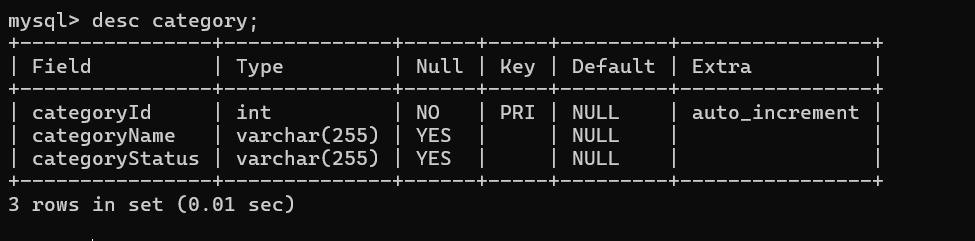 mysql> desc category;
+----------------+--------------+------+-----+---------+----------------+
| Field          | Type         | Null | Key | Default | Extra          |
+----------------+--------------+------+-----+---------+----------------+
| categoryId     | int          | NO   | PRI | NULL    | auto_increment |
| categoryName   | varchar(255) | YES  |     | NULL    |                |
| categoryStatus | varchar(255) | YES  |     | NULL    |                |
+----------------+--------------+------+-----+---------+----------------+
3 rows in set (0.01 sec)